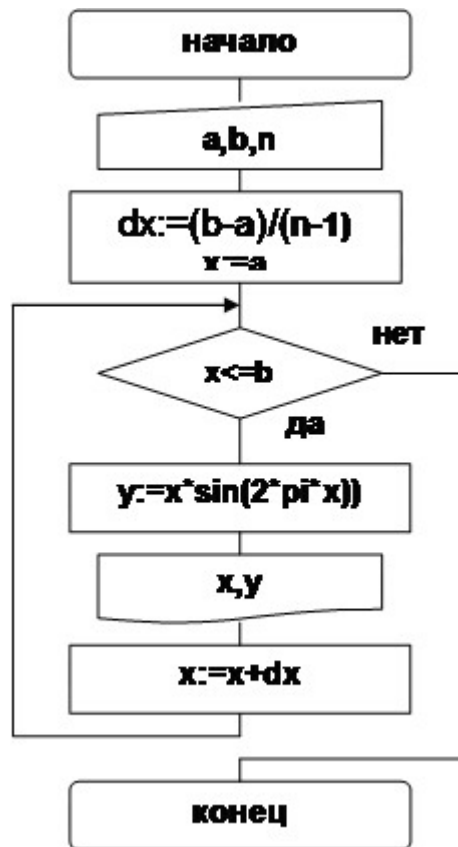 начало
a,b,n
dx:=(b-a)/(n-1)
x:=a
нет
x<=b
да
y:=x*sin(2*pi*x))
x,y
x:=x+dx
конец